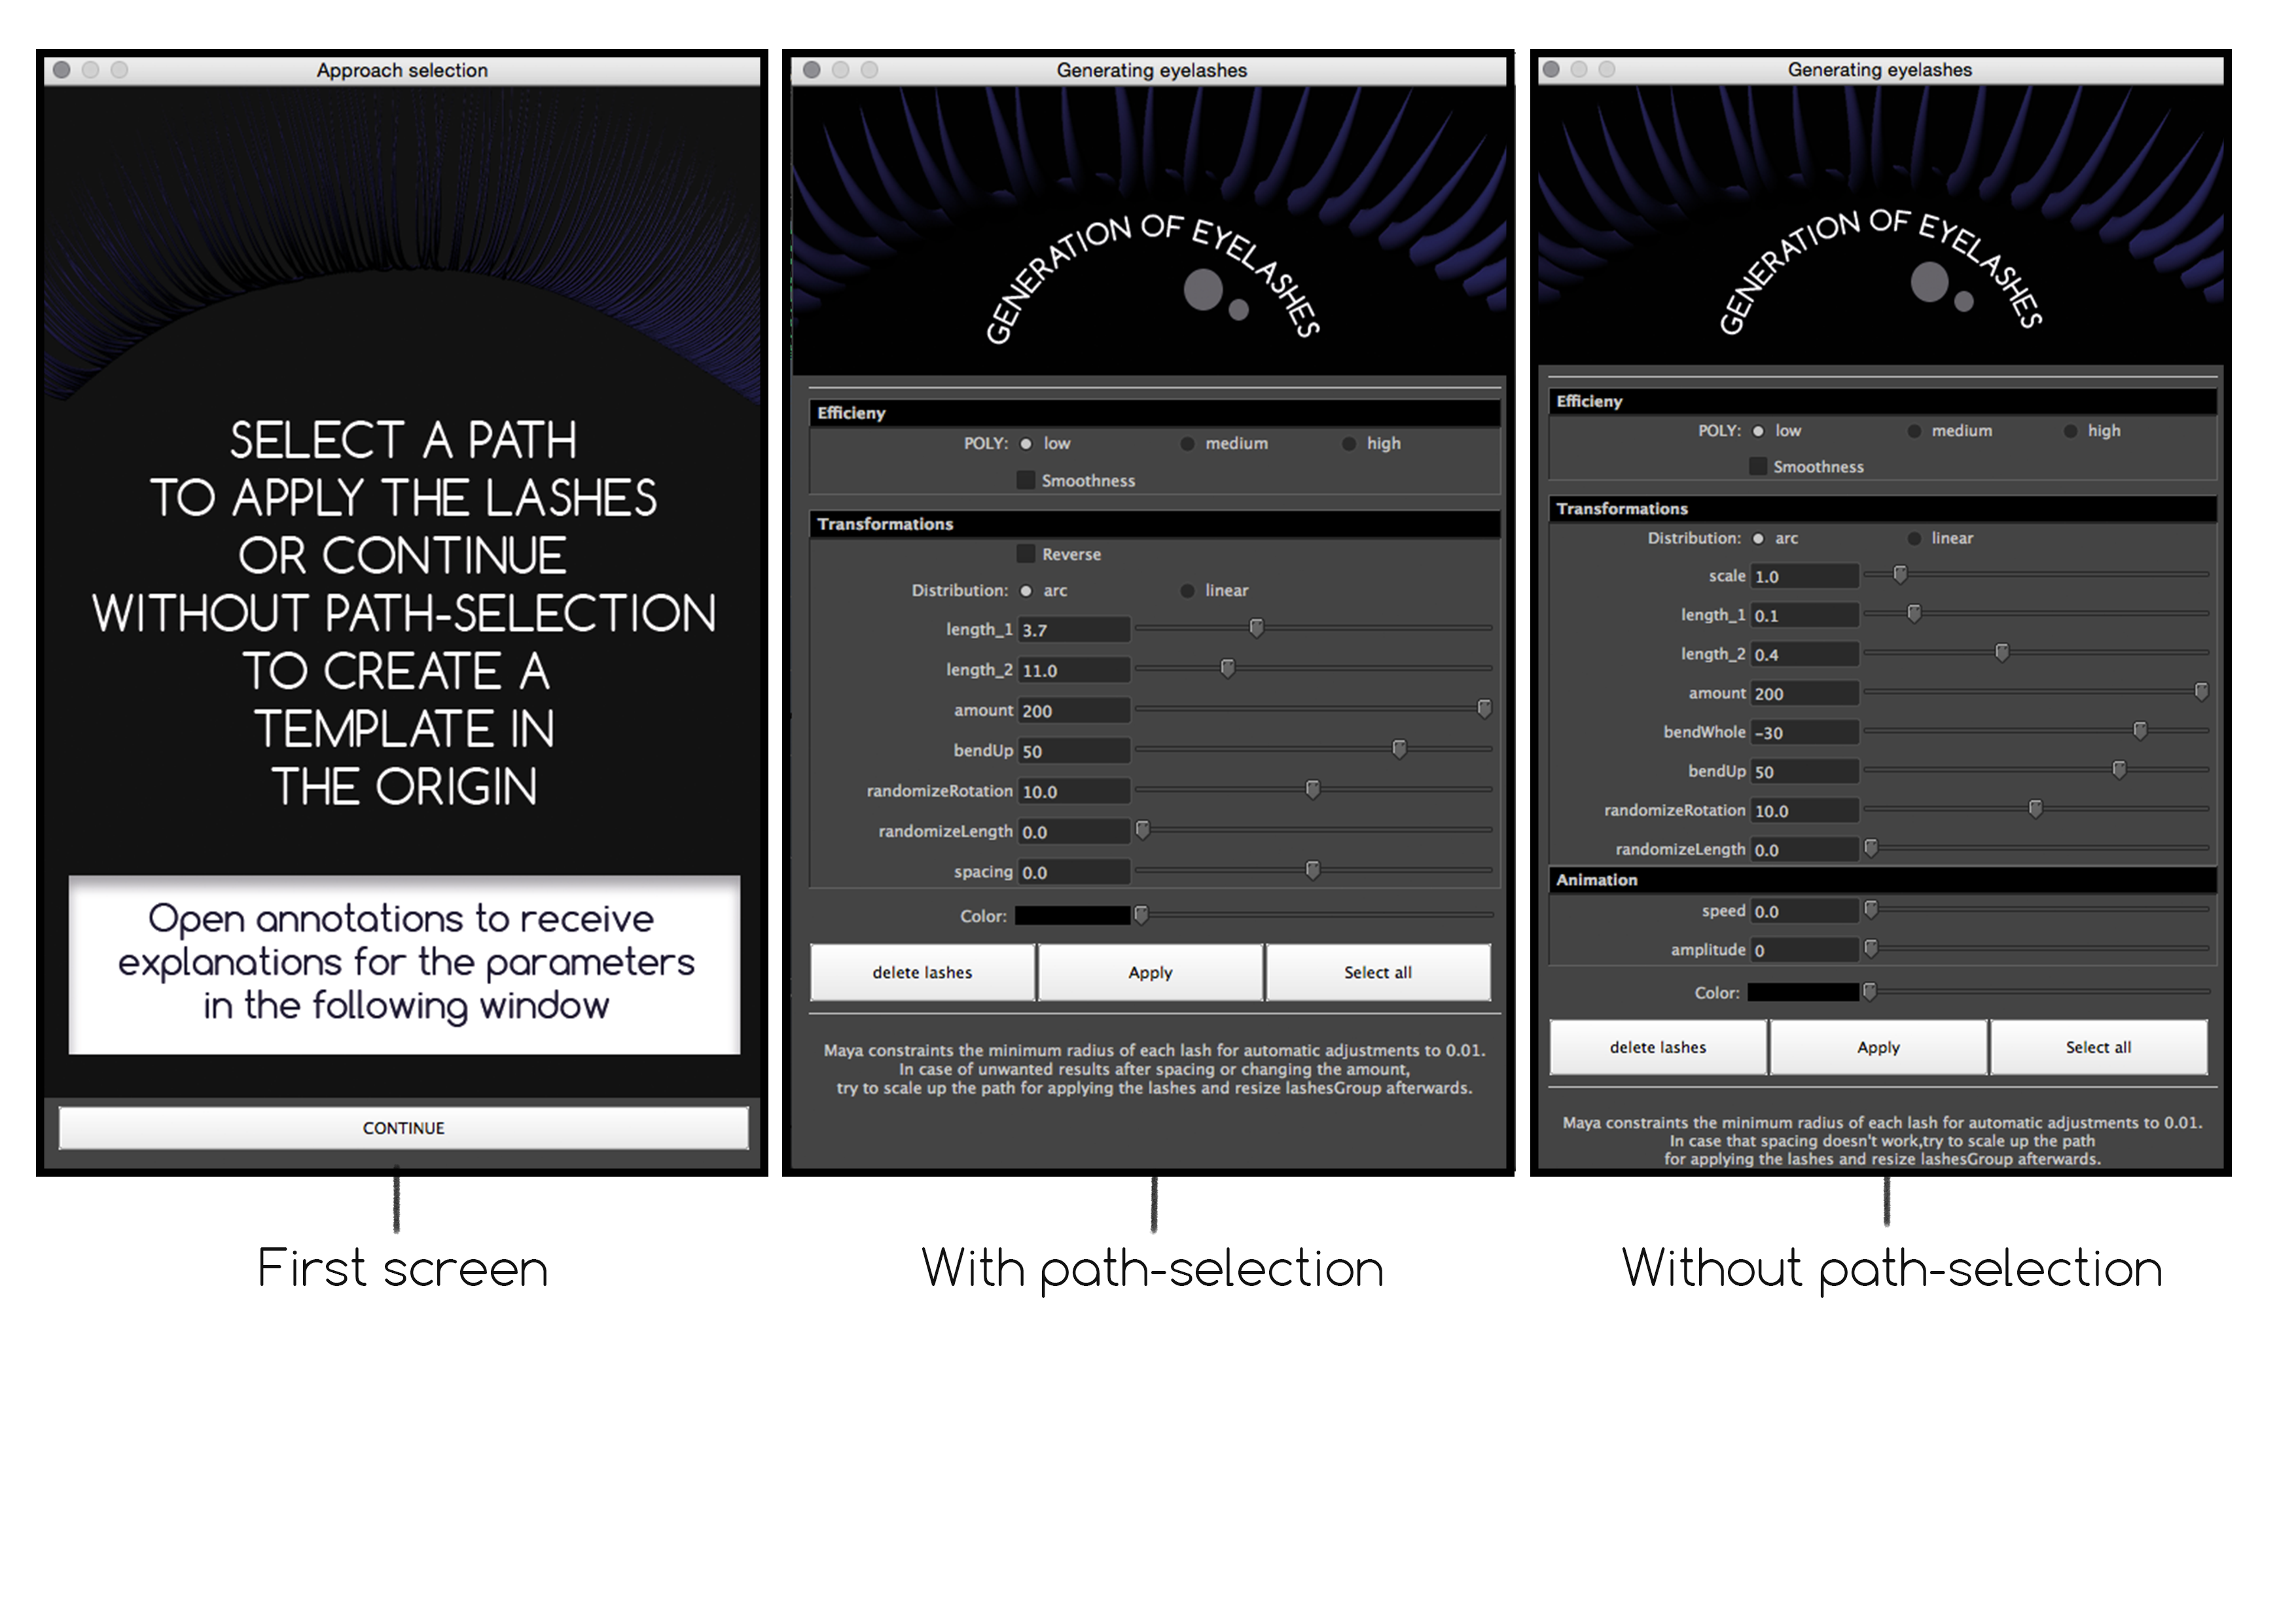 Approach selection
SELECT A PATH
TO APPLY THE LASHES
OR CONTINUE
WITHOUT PATH-SELECTION
TO CREATE A
TEMPLATE IN
THE ORIGIN
Open annotations to receive
explanations for the parameters
in the following window
CONTINUE
First screen
Generating eyelashes
GENERATION OF EYELASHES
Efficieny
POLY: low medium high
Smoothness
Transformations
Reverse
Distribution: arc linear
length_1 3.7
length_2 11.0
amount 200
bendUp 50
randomizeRotation 10.0
randomizeLength 0.0
spacing 0.0
Color:
delete lashes Apply Select all
Maya constraints the minimum radius of each lash for automatic adjustments to 0.01.
In case of unwanted results after spacing or changing the amount,
try to scale up the path for applying the lashes and resize lashesGroup afterwards.
With path-selection
Generating eyelashes
GENERATION OF EYELASHES
Efficieny
POLY: low medium high
Smoothness
Transformations
Distribution: arc linear
scale 1.0
length_1 0.1
length_2 0.4
amount 200
bendWhole -30
bendUp 50
randomizeRotation 10.0
randomizeLength 0.0
Animation
speed 0.0
amplitude 0
Color:
delete lashes Apply Select all
Maya constraints the minimum radius of each lash for automatic adjustments to 0.01.
In case that spacing doesn't work,try to scale up the path
for applying the lashes and resize lashesGroup afterwards.
Without path-selection